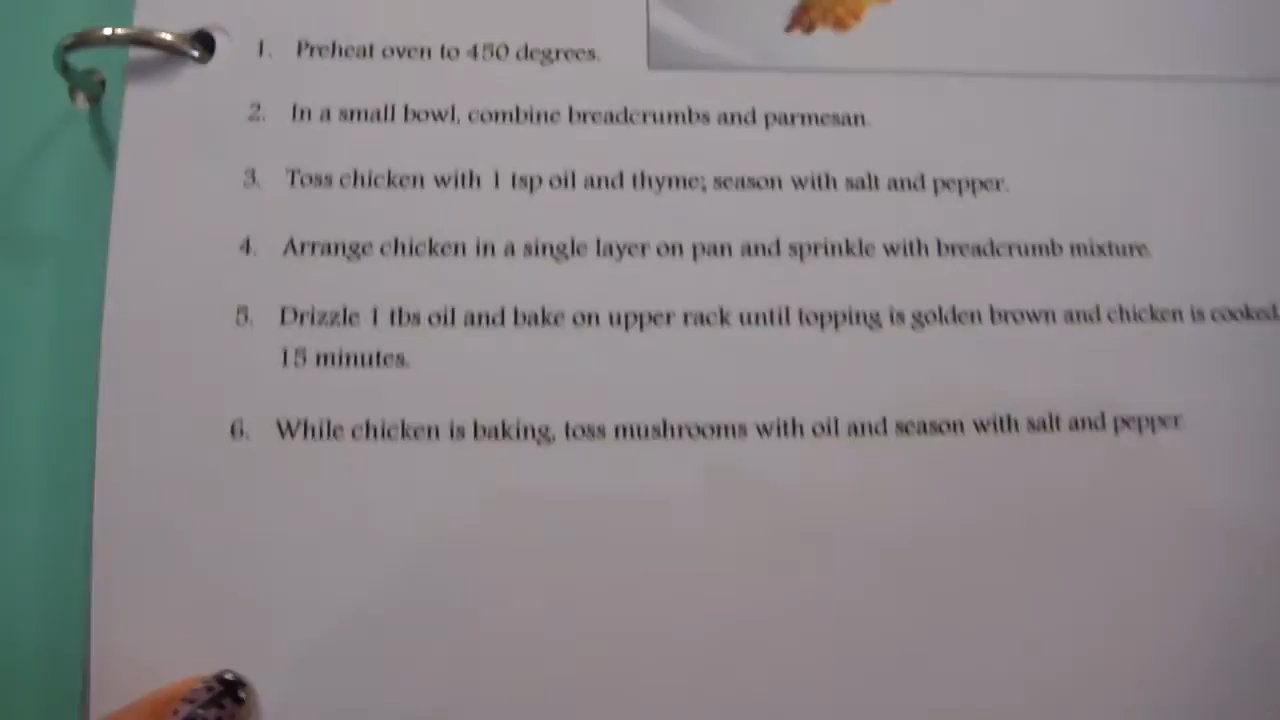 1. Preheat oven to 450 degrees.
2. In a small bowl, combine breadcrumbs and parmesan.
3. Toss chicken with 1 tsp oil and thyme; season with salt and pepper.
4. Arrange chicken in a single layer on pan and sprinkle with breadcrumb mixture.
5. Drizzle 1 tbs oil and bake on upper rack until topping is golden brown and chicken is cooked,
15 minutes.
6. While chicken is baking, toss mushrooms with oil and season with salt and pepper